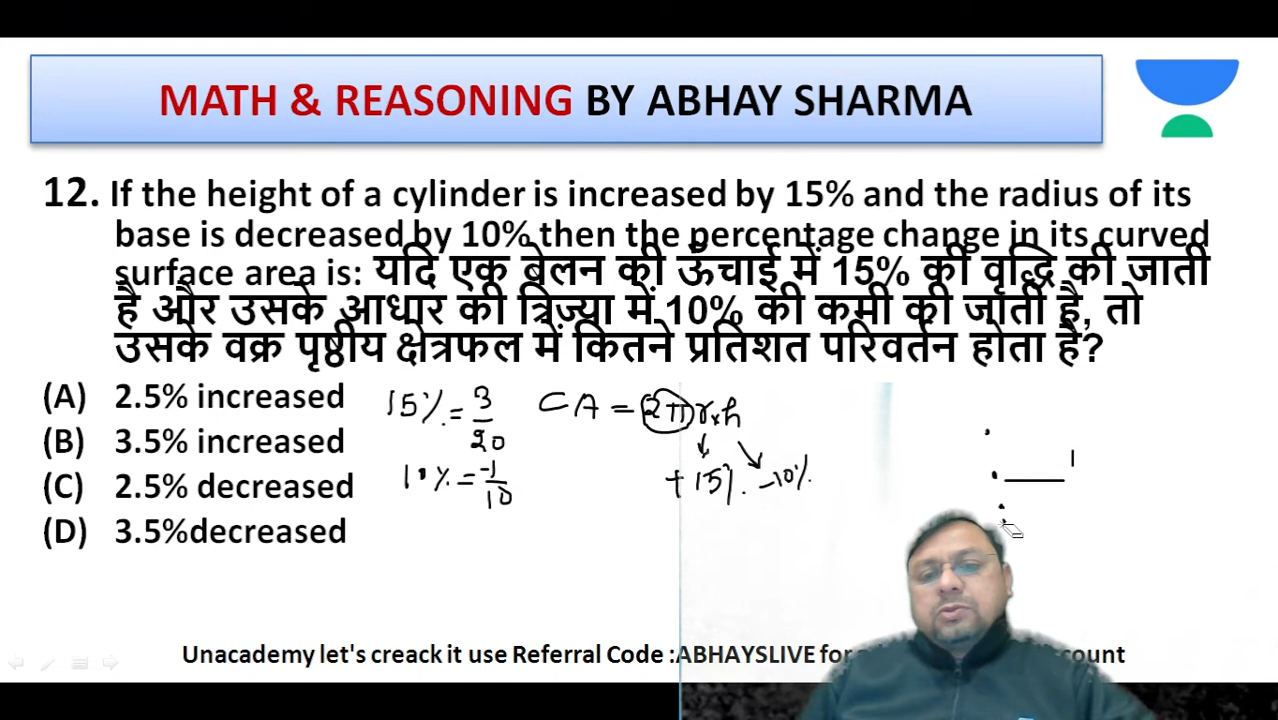 MATH & REASONING BY ABHAY SHARMA
12. If the height of a cylinder is increased by 15% and the radius of its
base is decreased by 10% then the percentage change in its curved
surface area is: यदि एक बेलन की ऊँचाई में 15% की वृद्धि की जाती
है और उसके आधार की त्रिज्या में 10% की कमी की जाती है, तो
उसके वक्र पृष्ठीय क्षेत्रफल में कितने प्रतिशत परिवर्तन होता है?
(A) 2.5% increased
(B) 3.5% increased
(C) 2.5% decreased
(D) 3.5%decreased
15% = 3/20
10% = -1/10
CA = 2πr×h
+15% -10%
Unacademy let's creack it use Referral Code :ABHAYSLIVE for
count